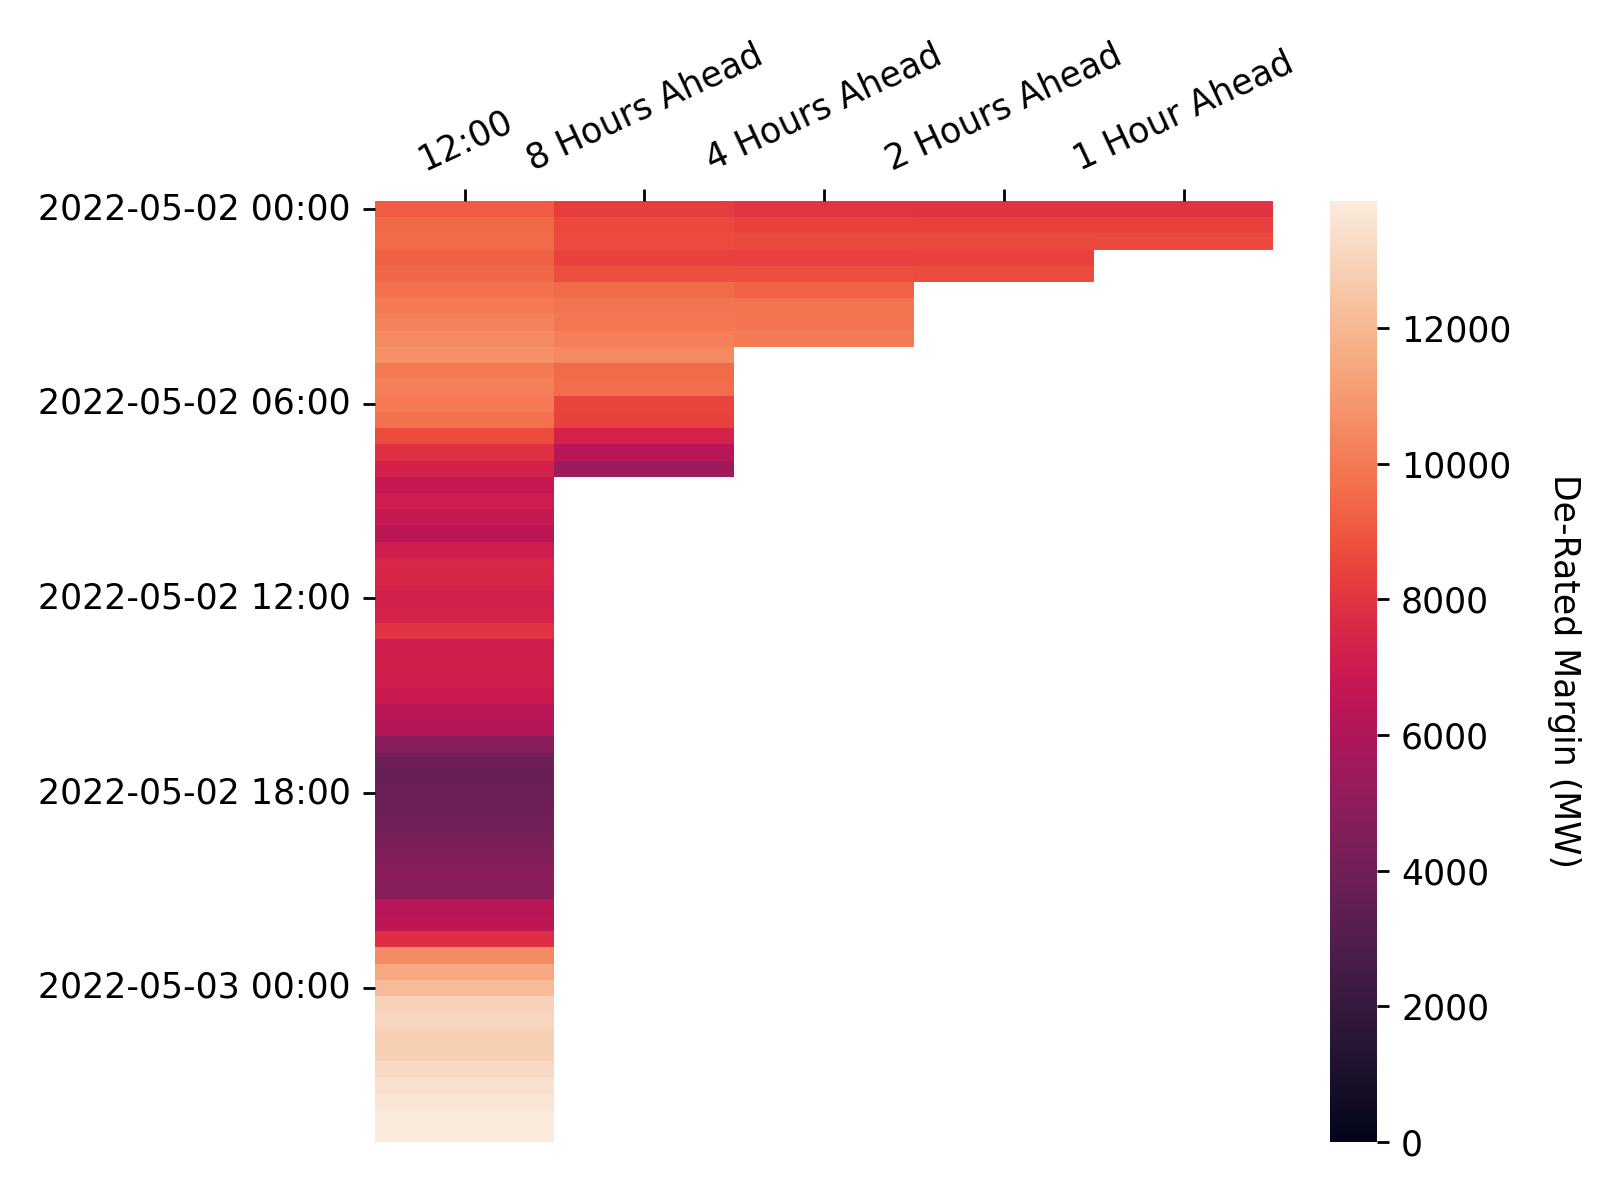 12:00
8 Hours Ahead
4 Hours Ahead
2 Hours Ahead
1 Hour Ahead
2022-05-02 00:00
2022-05-02 06:00
2022-05-02 12:00
2022-05-02 18:00
2022-05-03 00:00
12000
10000
8000
6000
4000
2000
0
De-Rated Margin (MW)